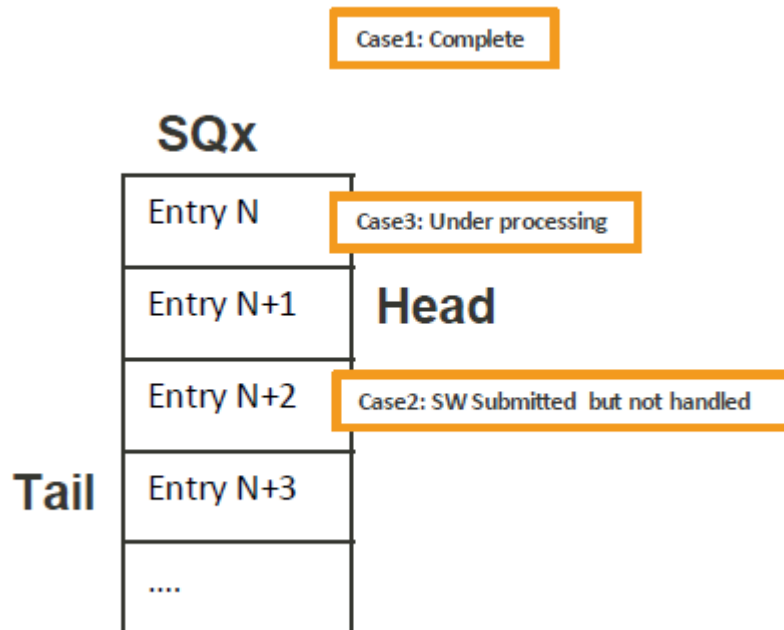 Case1: Complete
SQx
Entry N
Case3: Under processing
Entry N+1
Head
Entry N+2
Case2: SW Submitted but not handled
Tail
Entry N+3
....